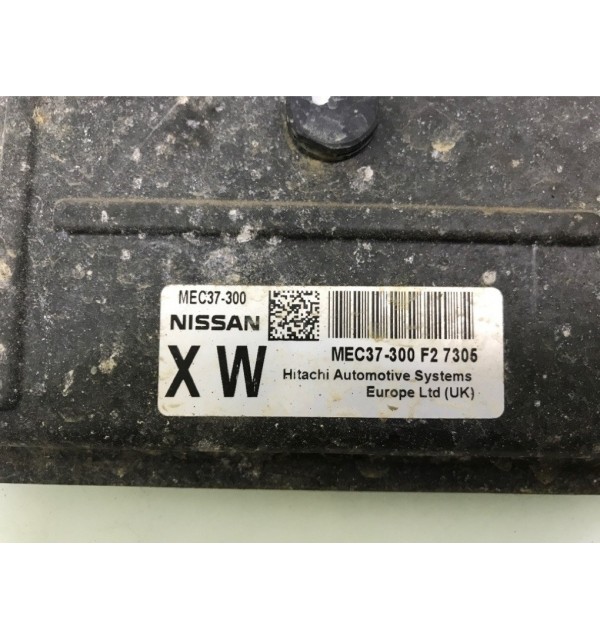 MEC37-300
NISSAN
X W
MEC37-300 F2 7305
Hitachi Automotive Systems
Europe Ltd (UK)